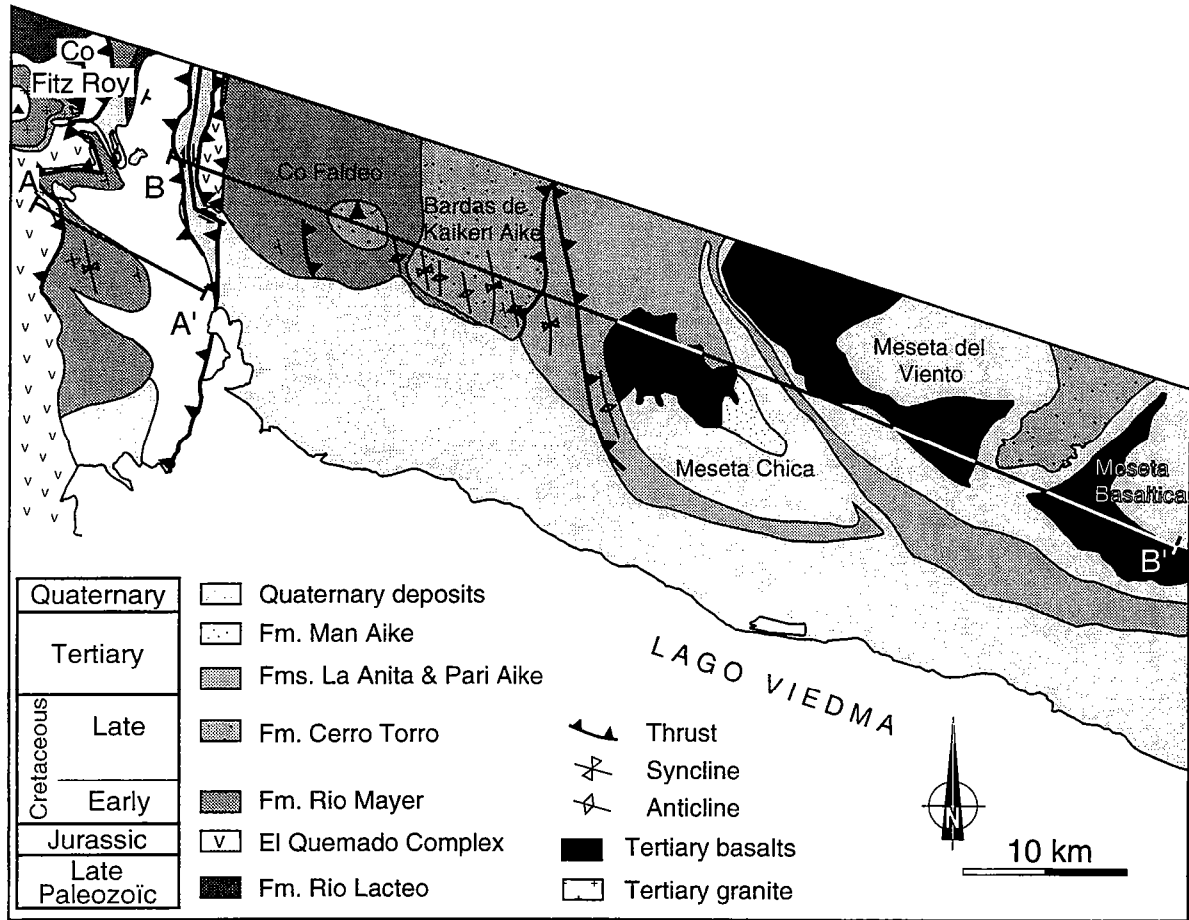 Co
Fitz Roy
A
B
A'
Co Faldeo
Bardas de
Kaikeri Aike
Meseta del
Viento
Meseta Chica
Meseta
Basaltica
B'
LAGO VIEDMA
N
10 km
Quaternary
Tertiary
Cretaceous
Late
Early
Jurassic
Late
Paleozoïc
Quaternary deposits
Fm. Man Aike
Fms. La Anita & Pari Aike
Fm. Cerro Torro
Fm. Rio Mayer
v El Quemado Complex
Fm. Rio Lacteo
Thrust
Syncline
Anticline
Tertiary basalts
+ Tertiary granite